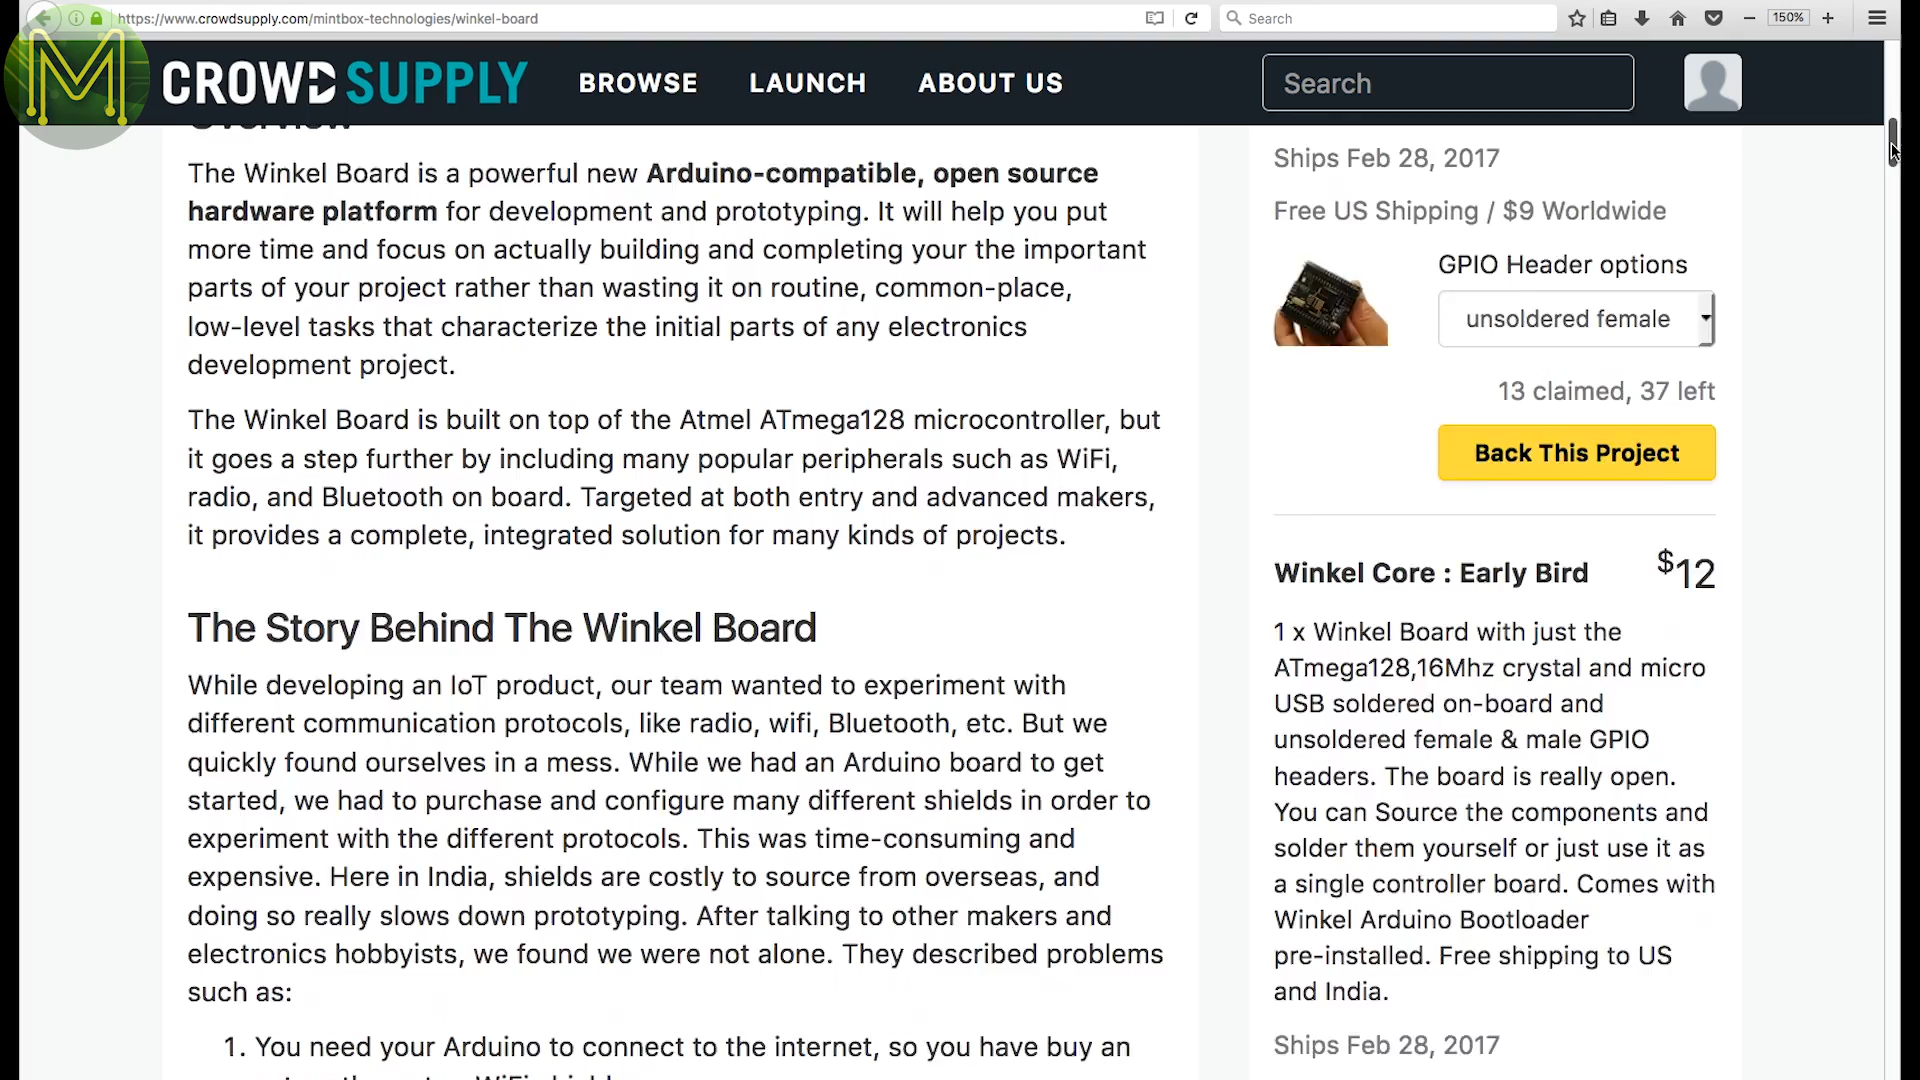 https://www.crowdsupply.com/mintbox-technologies/winkel-board
Search
150%
M
CROWD SUPPLY
BROWSE
LAUNCH
ABOUT US
Search
Overview
The Winkel Board is a powerful new Arduino-compatible, open source
hardware platform for development and prototyping. It will help you put
more time and focus on actually building and completing your the important
parts of your project rather than wasting it on routine, common-place,
low-level tasks that characterize the initial parts of any electronics
development project.
The Winkel Board is built on top of the Atmel ATmega128 microcontroller, but
it goes a step further by including many popular peripherals such as WiFi,
radio, and Bluetooth on board. Targeted at both entry and advanced makers,
it provides a complete, integrated solution for many kinds of projects.
The Story Behind The Winkel Board
While developing an IoT product, our team wanted to experiment with
different communication protocols, like radio, wifi, Bluetooth, etc. But we
quickly found ourselves in a mess. While we had an Arduino board to get
started, we had to purchase and configure many different shields in order to
experiment with the different protocols. This was time-consuming and
expensive. Here in India, shields are costly to source from overseas, and
doing so really slows down prototyping. After talking to other makers and
electronics hobbyists, we found we were not alone. They described problems
such as:
1. You need your Arduino to connect to the internet, so you have buy an
Ships Feb 28, 2017
Free US Shipping / $9 Worldwide
GPIO Header options
unsoldered female
13 claimed, 37 left
Back This Project
Winkel Core : Early Bird
$12
1 x Winkel Board with just the
ATmega128,16Mhz crystal and micro
USB soldered on-board and
unsoldered female & male GPIO
headers. The board is really open.
You can Source the components and
solder them yourself or just use it as
a single controller board. Comes with
Winkel Arduino Bootloader
pre-installed. Free shipping to US
and India.
Ships Feb 28, 2017